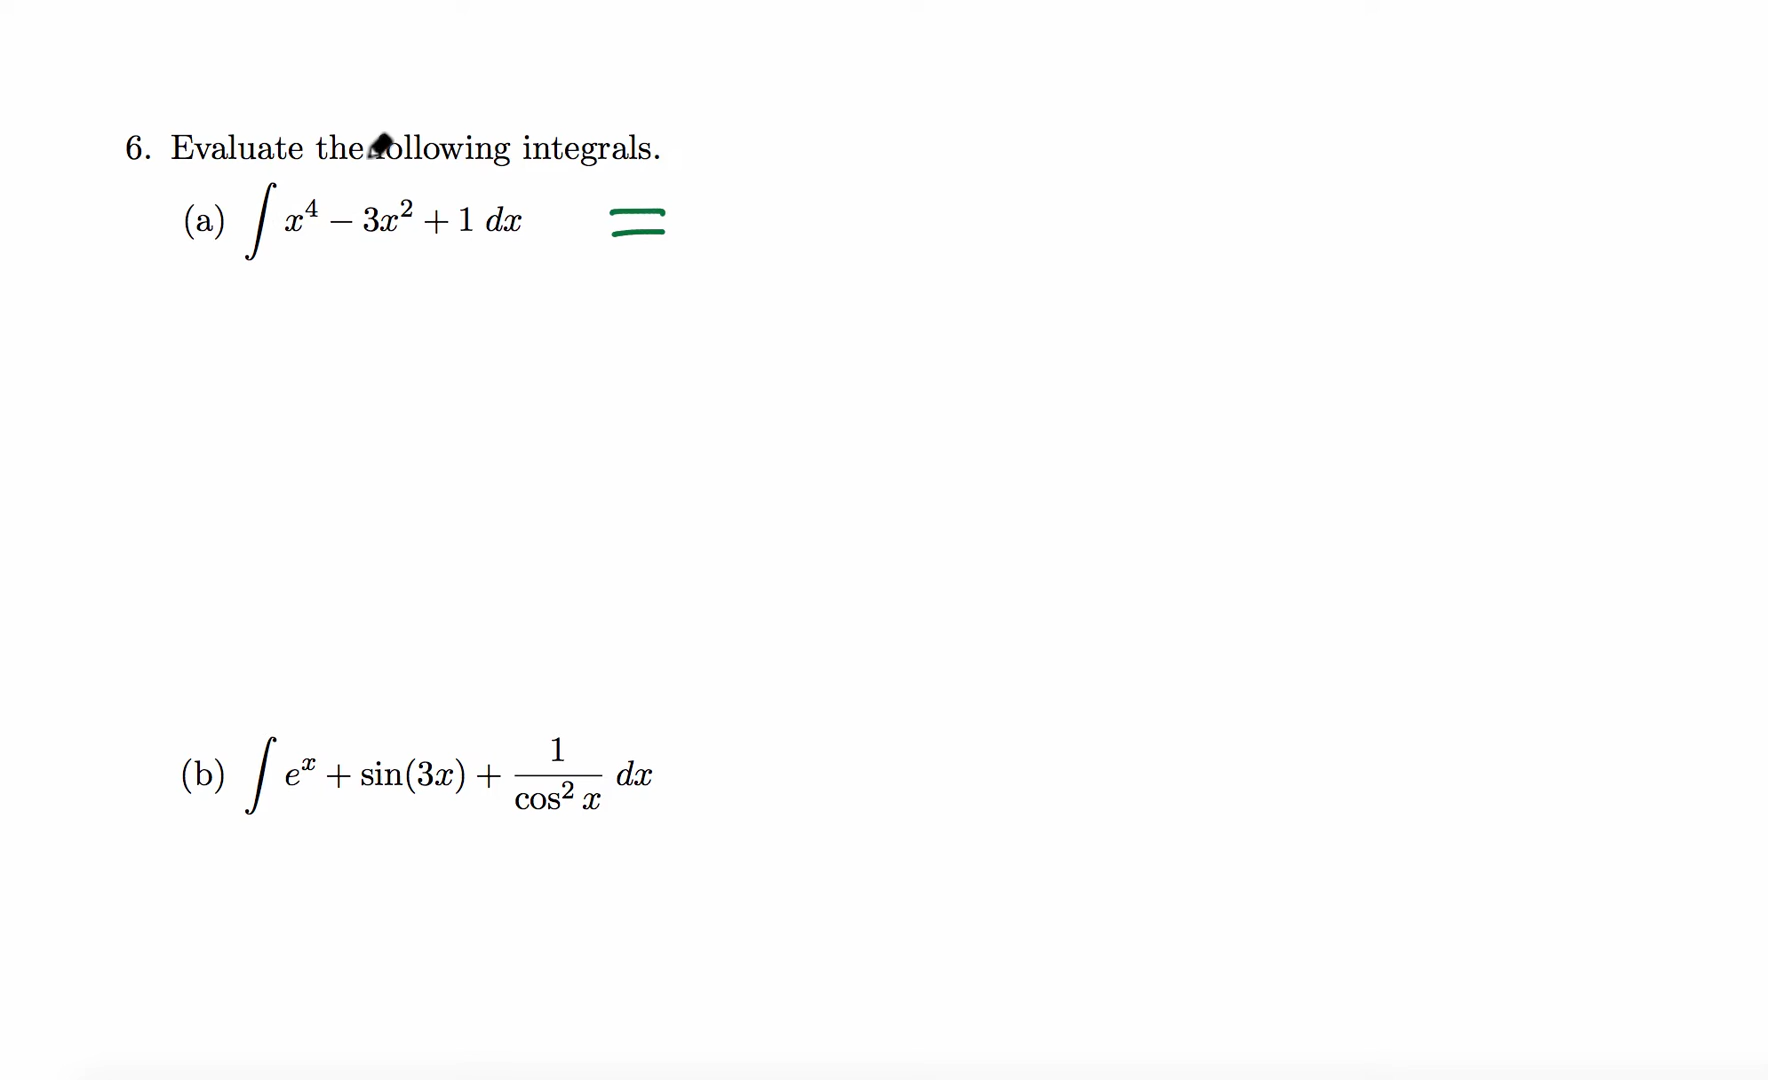 6. Evaluate the following integrals.
(a) ∫ x⁴ − 3x² + 1 dx =
(b) ∫ eˣ + sin(3x) + 1/cos² x dx